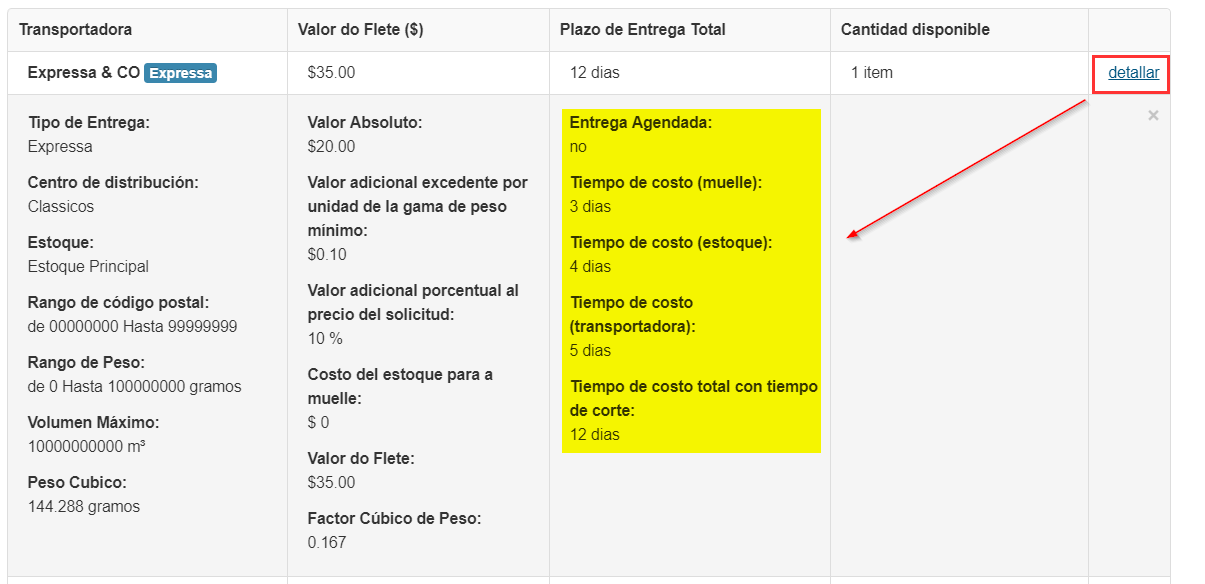 Transportadora
Valor do Flete ($)
Plazo de Entrega Total
Cantidad disponible
Expressa & CO Expressa
$35.00
12 dias
1 item
detallar
Tipo de Entrega:
Expressa
Centro de distribución:
Classicos
Estoque:
Estoque Principal
Rango de código postal:
de 00000000 Hasta 99999999
Rango de Peso:
de 0 Hasta 100000000 gramos
Volumen Máximo:
10000000000 m³
Peso Cubico:
144.288 gramos
Valor Absoluto:
$20.00
Valor adicional excedente por
unidad de la gama de peso
mínimo:
$0.10
Valor adicional porcentual al
precio del solicitud:
10 %
Costo del estoque para a
muelle:
$ 0
Valor do Flete:
$35.00
Factor Cúbico de Peso:
0.167
Entrega Agendada:
no
Tiempo de costo (muelle):
3 dias
Tiempo de costo (estoque):
4 dias
Tiempo de costo
(transportadora):
5 dias
Tiempo de costo total con tiempo
de corte:
12 dias
×